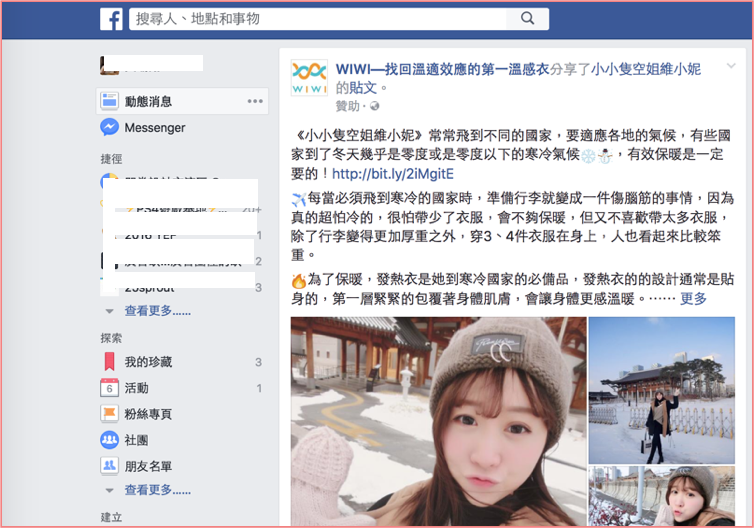 搜尋人、地點和事物
動態消息
Messenger
捷徑
1
2
25sprout 3
查看更多......
探索
我的珍藏 3
6 活動 1
粉絲專頁
社團
朋友名單
查看更多......
建立
WIWI
WIWI—找回溫適效應的第一溫感衣分享了小小隻空姐維小妮
的貼文。
贊助・
《小小隻空姐維小妮》常常飛到不同的國家，要適應各地的氣候，有些國
家到了冬天幾乎是零度或是零度以下的寒冷氣候❄️⛄，有效保暖是一定
要的！http://bit.ly/2iMgitE
✈️每當必須飛到寒冷的國家時，準備行李就變成一件傷腦筋的事情，因為
真的超怕冷的，很怕帶少了衣服，會不夠保暖，但又不喜歡帶太多衣服，
除了行李變得更加厚重之外，穿3、4件衣服在身上，人也看起來比較笨
重。
🔥為了保暖，發熱衣是她到寒冷國家的必備品，發熱衣的的設計通常是貼
身的，第一層緊緊的包覆著身體肌膚，會讓身體更感溫暖。…… 更多